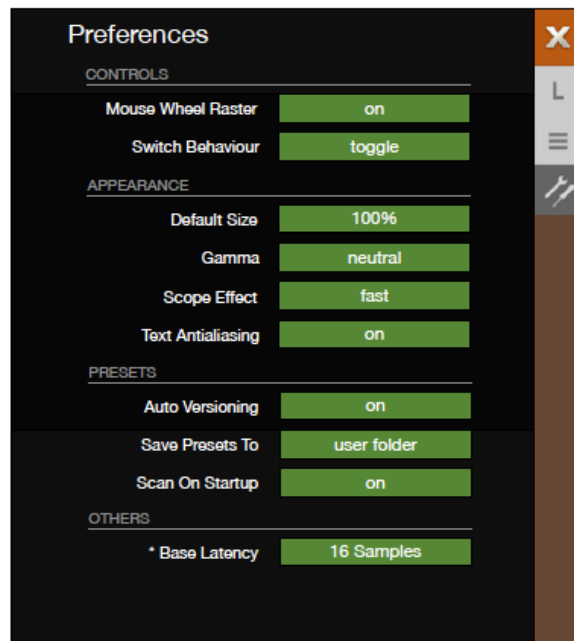 Preferences
X
CONTROLS
L
Mouse Wheel Raster on
Switch Behaviour toggle
APPEARANCE
Default Size 100%
Gamma neutral
Scope Effect fast
Text Antialiasing on
PRESETS
Auto Versioning on
Save Presets To user folder
Scan On Startup on
OTHERS
* Base Latency 16 Samples